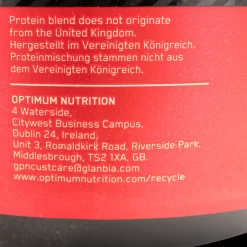 Protein blend does not originate
from the United Kingdom.
Hergestellt im Vereinigten Königreich.
Proteinmischung stammen nicht aus
dem Vereinigten Königreich.
OPTIMUM NUTRITION
4 Waterside,
Citywest Business Campus,
Dublin 24, Ireland,
Unit 3, Romaldkirk Road, Riverside Park,
Middlesbrough, TS2 1XA, GB.
gpncustcare@glanbia.com
www.optimumnutrition.com/recycle